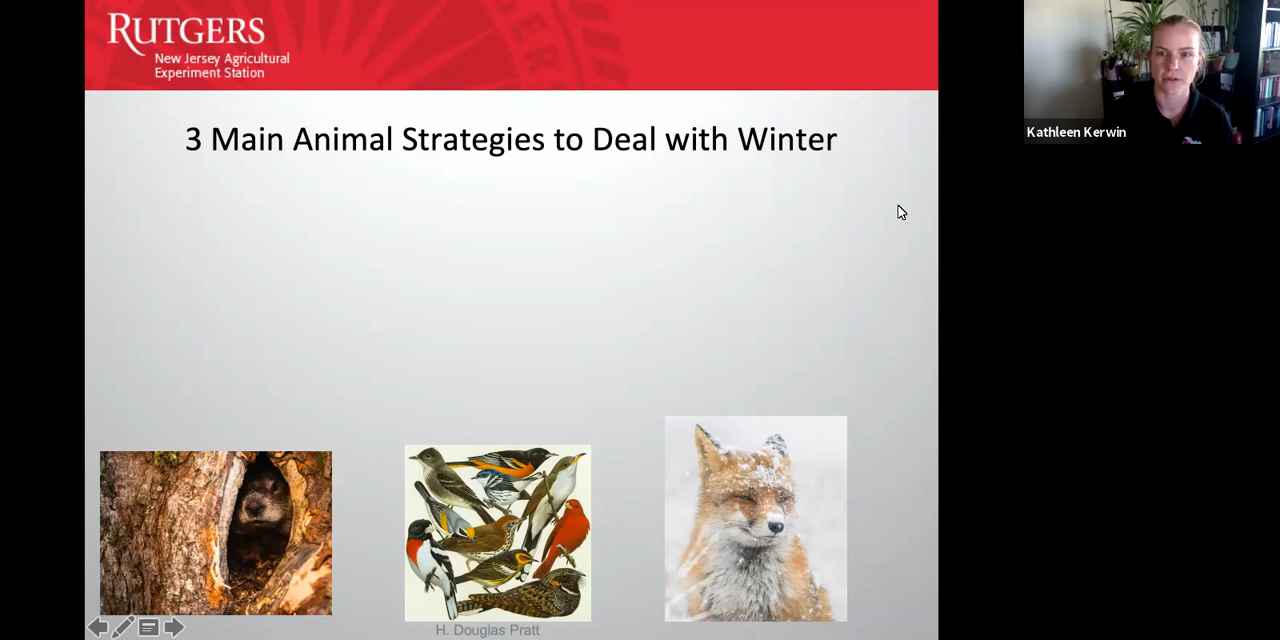 RUTGERS
New Jersey Agricultural
Experiment Station
Kathleen Kerwin
3 Main Animal Strategies to Deal with Winter
H. Douglas Pratt